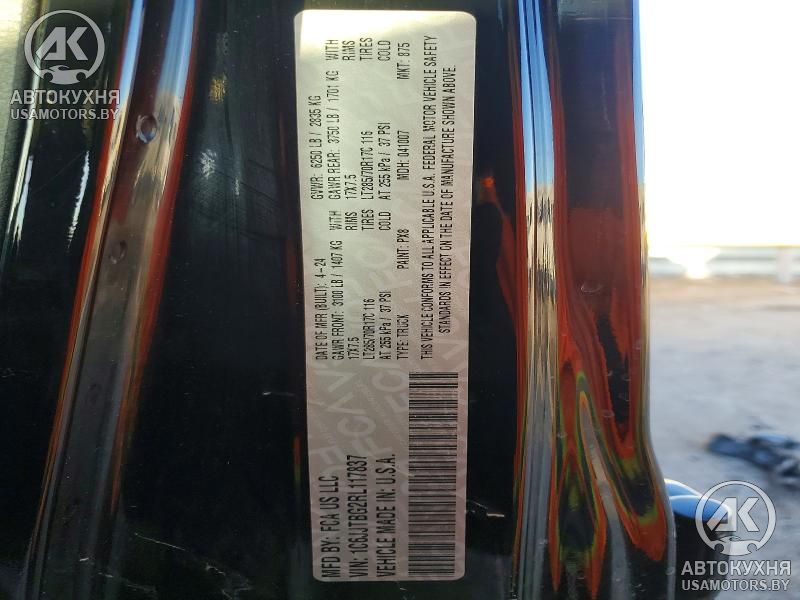 MFD BY: FCA US LLC
DATE OF MFR (BUILT): 4-24
GVWR: 6250 LB / 2835 KG
GAWR FRONT: 3100 LB / 1407 KG WITH
GAWR REAR: 3750 LB / 1701 KG WITH
17X7.5 RIMS
17X7.5 RIMS
LT285/70R17C 116 TIRES
LT285/70R17C 116 TIRES
AT 255 kPa / 37 PSI COLD
AT 255 kPa / 37 PSI COLD
VIN: 1C6JJTBG2RL117837
TYPE: TRUCK
PAINT: PX8
MDH: 041007
MKT: 875
VEHICLE MADE IN: U.S.A.
THIS VEHICLE CONFORMS TO ALL APPLICABLE U.S.A. FEDERAL MOTOR VEHICLE SAFETY
STANDARDS IN EFFECT ON THE DATE OF MANUFACTURE SHOWN ABOVE.
АК
АВТОКУХНЯ
USAMOTORS.BY
АК
АВТОКУХНЯ
USAMOTORS.BY